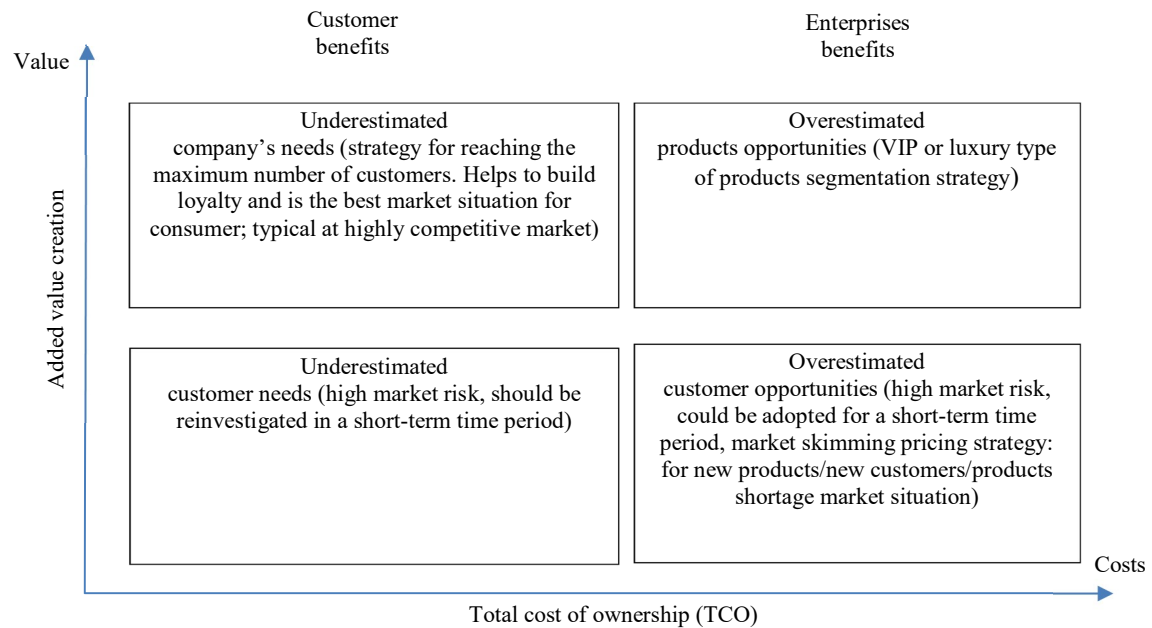 Customer
benefits
Enterprises
benefits
Value
Added value creation
Underestimated
company’s needs (strategy for reaching the
maximum number of customers. Helps to build
loyalty and is the best market situation for
consumer; typical at highly competitive market)
Overestimated
products opportunities (VIP or luxury type
of products segmentation strategy)
Underestimated
customer needs (high market risk, should be
reinvestigated in a short-term time period)
Overestimated
customer opportunities (high market risk,
could be adopted for a short-term time
period, market skimming pricing strategy:
for new products/new customers/products
shortage market situation)
Costs
Total cost of ownership (TCO)